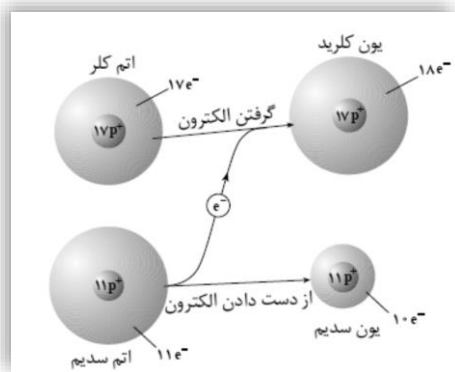 اتم کلر
۱۷e⁻
۱۷p⁺
گرفتن الکترون
یون کلرید
۱۸e⁻
۱۷p⁺
e⁻
۱۱p⁺
۱۱e⁻
اتم سدیم
از دست دادن الکترون
۱۱p⁺
۱۰e⁻
یون سدیم